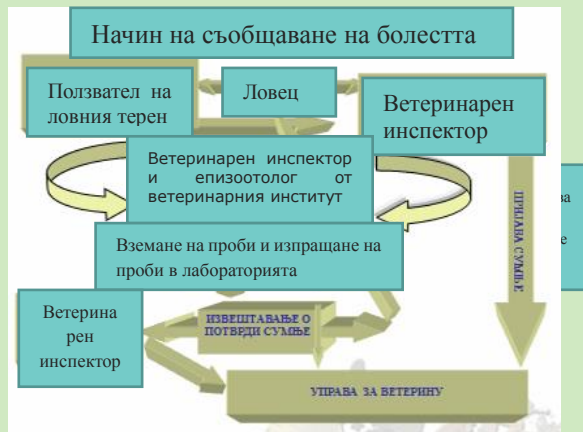 Начин на съобщаване на болестта
Ползвател на
ловния терен
Ловец
Ветеринарен
инспектор
Ветеринарен инспектор
и епизоотолог от
ветеринарния институт
Вземане на проби и изпращане на
проби в лабораторията
Ветерина
рен
инспектор
ИЗВЕШТАВАЊЕ О
ПОТВРДИ СУМЊЕ
ПРИЈАВА СУМЊЕ
УПРАВА ЗА ВЕТЕРИНУ